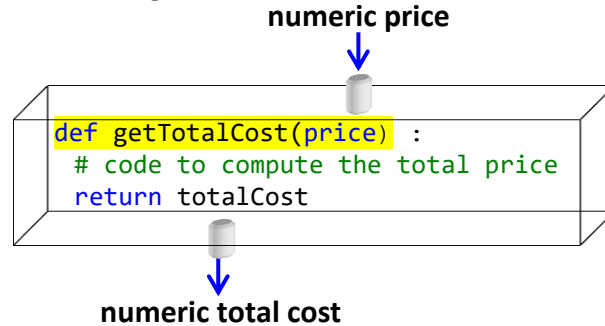 numeric price
def getTotalCost(price) :
# code to compute the total price
return totalCost
numeric total cost